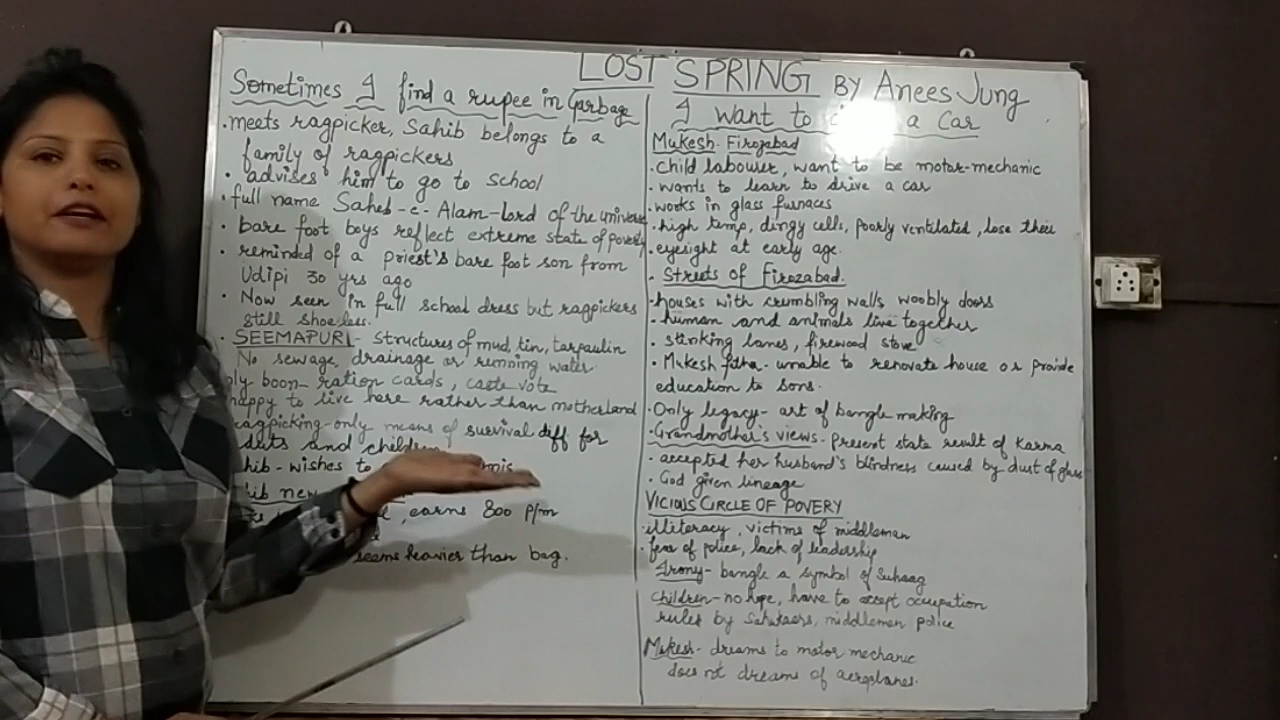 LOST SPRING BY Anees Jung
Sometimes I find a rupee in Garbage
. meets ragpicker, Sahib belongs to a
family of ragpickers
. advises him to go to school
. full name Saheb-e-Alam-lord of the universe
. bare foot boys reflect extreme state of poverty
. reminded of a priest's bare foot son from
Udipi 30 yrs ago
. Now seen in full school dress but ragpickers
still shoeless.
. SEEMAPURI - Structures of mud, tin, tarpaulin
No sewage, drainage or running water
boon - ration cards, caste vote
happy to live here rather than motherland
ragpicking - only means of survival diff for
and children
- wishes to
new
, earns 800 p/m
seems heavier than bag.
I Want to a Car
Mukesh - Firozabad
. Child labourer, want to be motor-mechanic
. wants to learn to drive a car
. works in glass furnaces
. high temp, dingy cells, poorly ventilated, lose their
. eyesight at early age.
. Streets of Firozabad.
. houses with crumbling walls woobly doors
. human and animals live together
. stinking lanes, firewood stove
. Mukesh - unable to renovate house or provide
education to sons.
. Only legacy - art of bangle making
. Grandmother's views - Present state result of Karma
. accepted her husband's blindness caused by dust of glass
. God given lineage
VICIOUS CIRCLE OF POVERY
. illiteracy, victims of middleman
. fear of police, lack of leadership
Irony - bangle a symbol of Suhaag
Children - no hope, have to accept occupation
rules by Sahukaars, middlemen police
Mukesh - dreams to motor mechanic
does not dreams of aeroplanes.